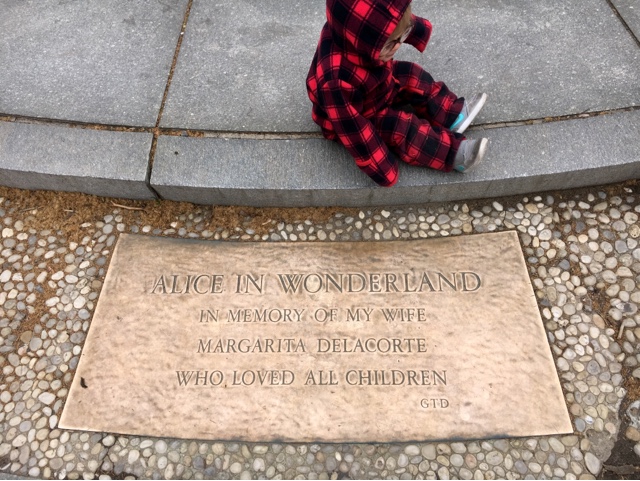 ALICE IN WONDERLAND
IN MEMORY OF MY WIFE
MARGARITA DELACORTE
WHO LOVED ALL CHILDREN
GTD